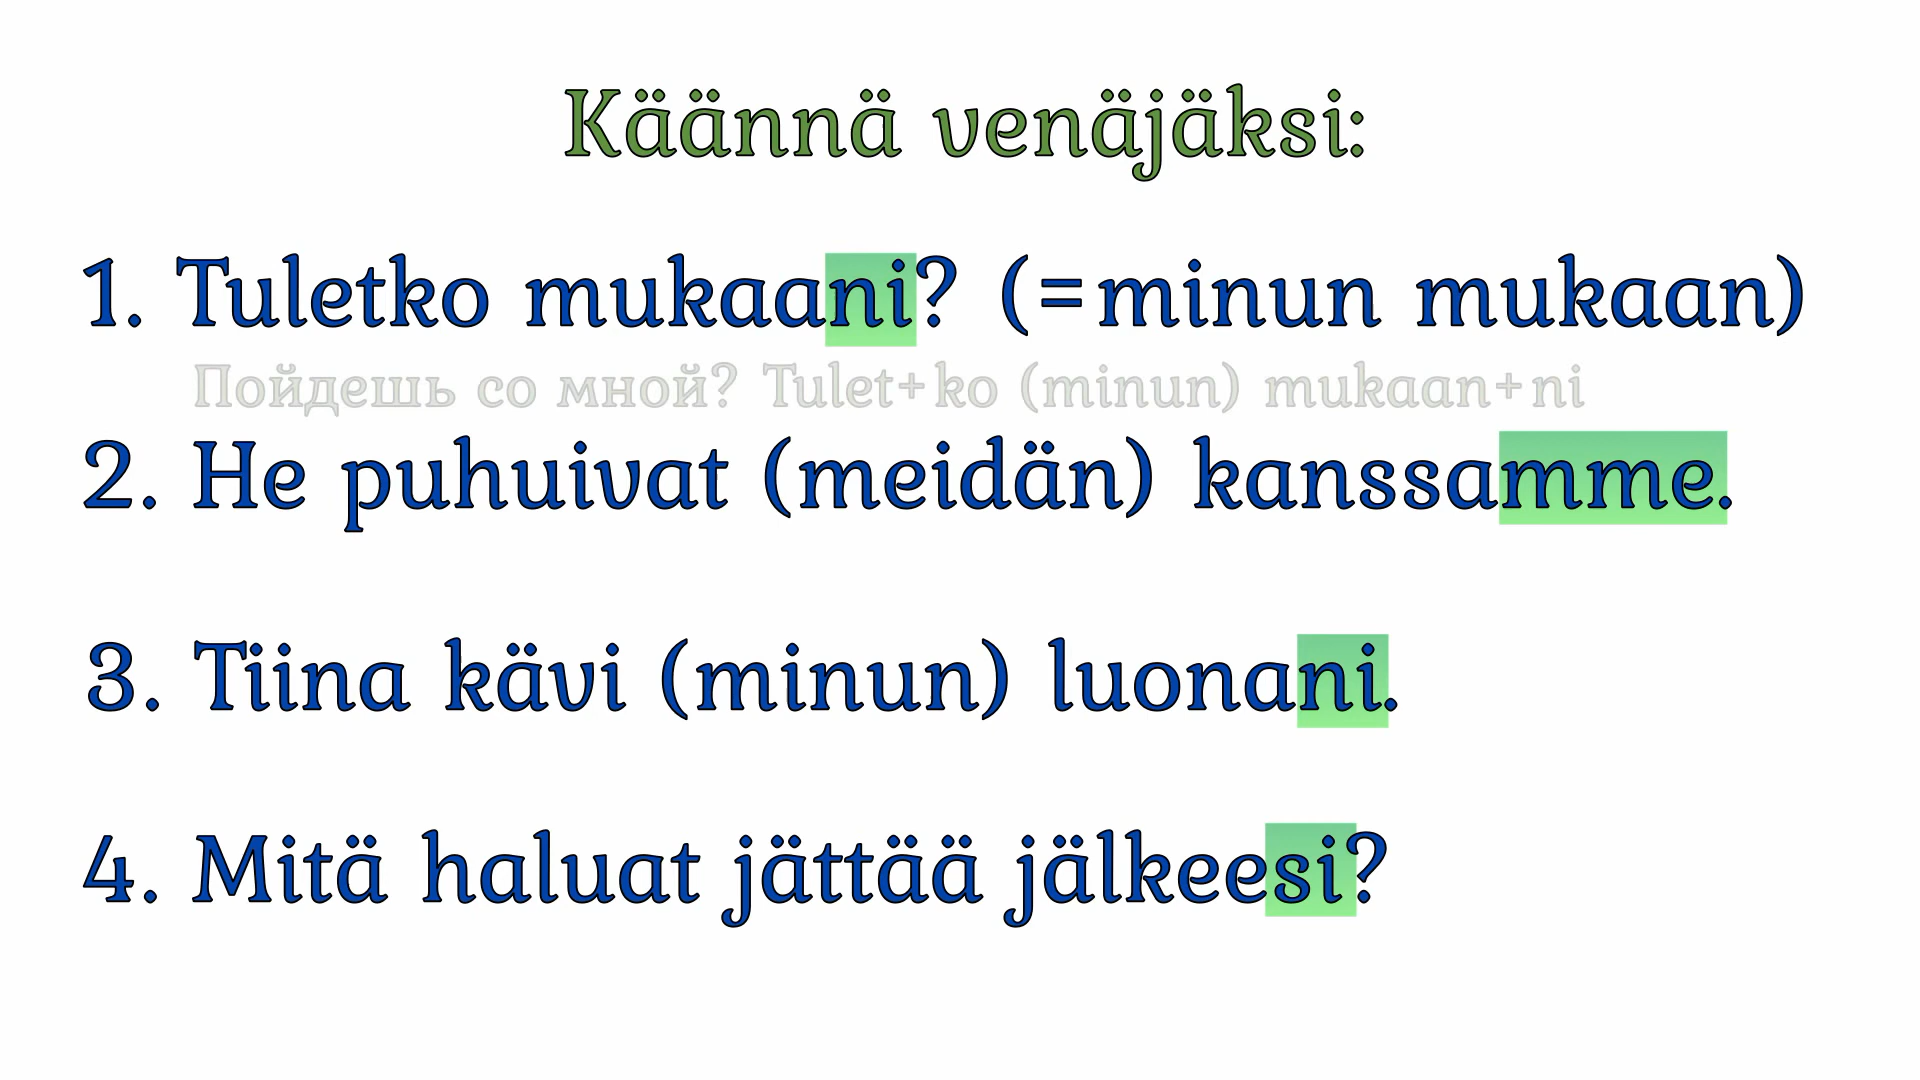 Käännä venäjäksi:
1. Tuletko mukaani? (=minun mukaan)
Пойдешь со мной? Tulet+ko (minun) mukaan+ni
2. He puhuivat (meidän) kanssamme.
3. Tiina kävi (minun) luonani.
4. Mitä haluat jättää jälkeesi?